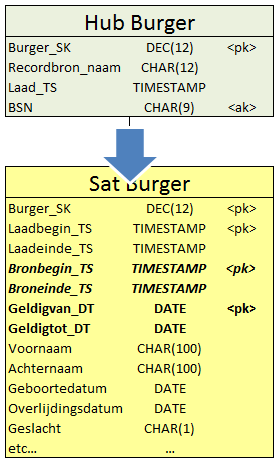 Hub Burger
Burger_SK DEC(12) <pk>
Recordbron_naam CHAR(12)
Laad_TS TIMESTAMP
BSN CHAR(9) <ak>
Sat Burger
Burger_SK DEC(12) <pk>
Laadbegin_TS TIMESTAMP <pk>
Laadeinde_TS TIMESTAMP
Bronbegin_TS TIMESTAMP <pk>
Broneinde_TS TIMESTAMP
Geldigvan_DT DATE <pk>
Geldigtot_DT DATE
Voornaam CHAR(100)
Achternaam CHAR(100)
Geboortedatum DATE
Overlijdingsdatum DATE
Geslacht CHAR(1)
etc... ...